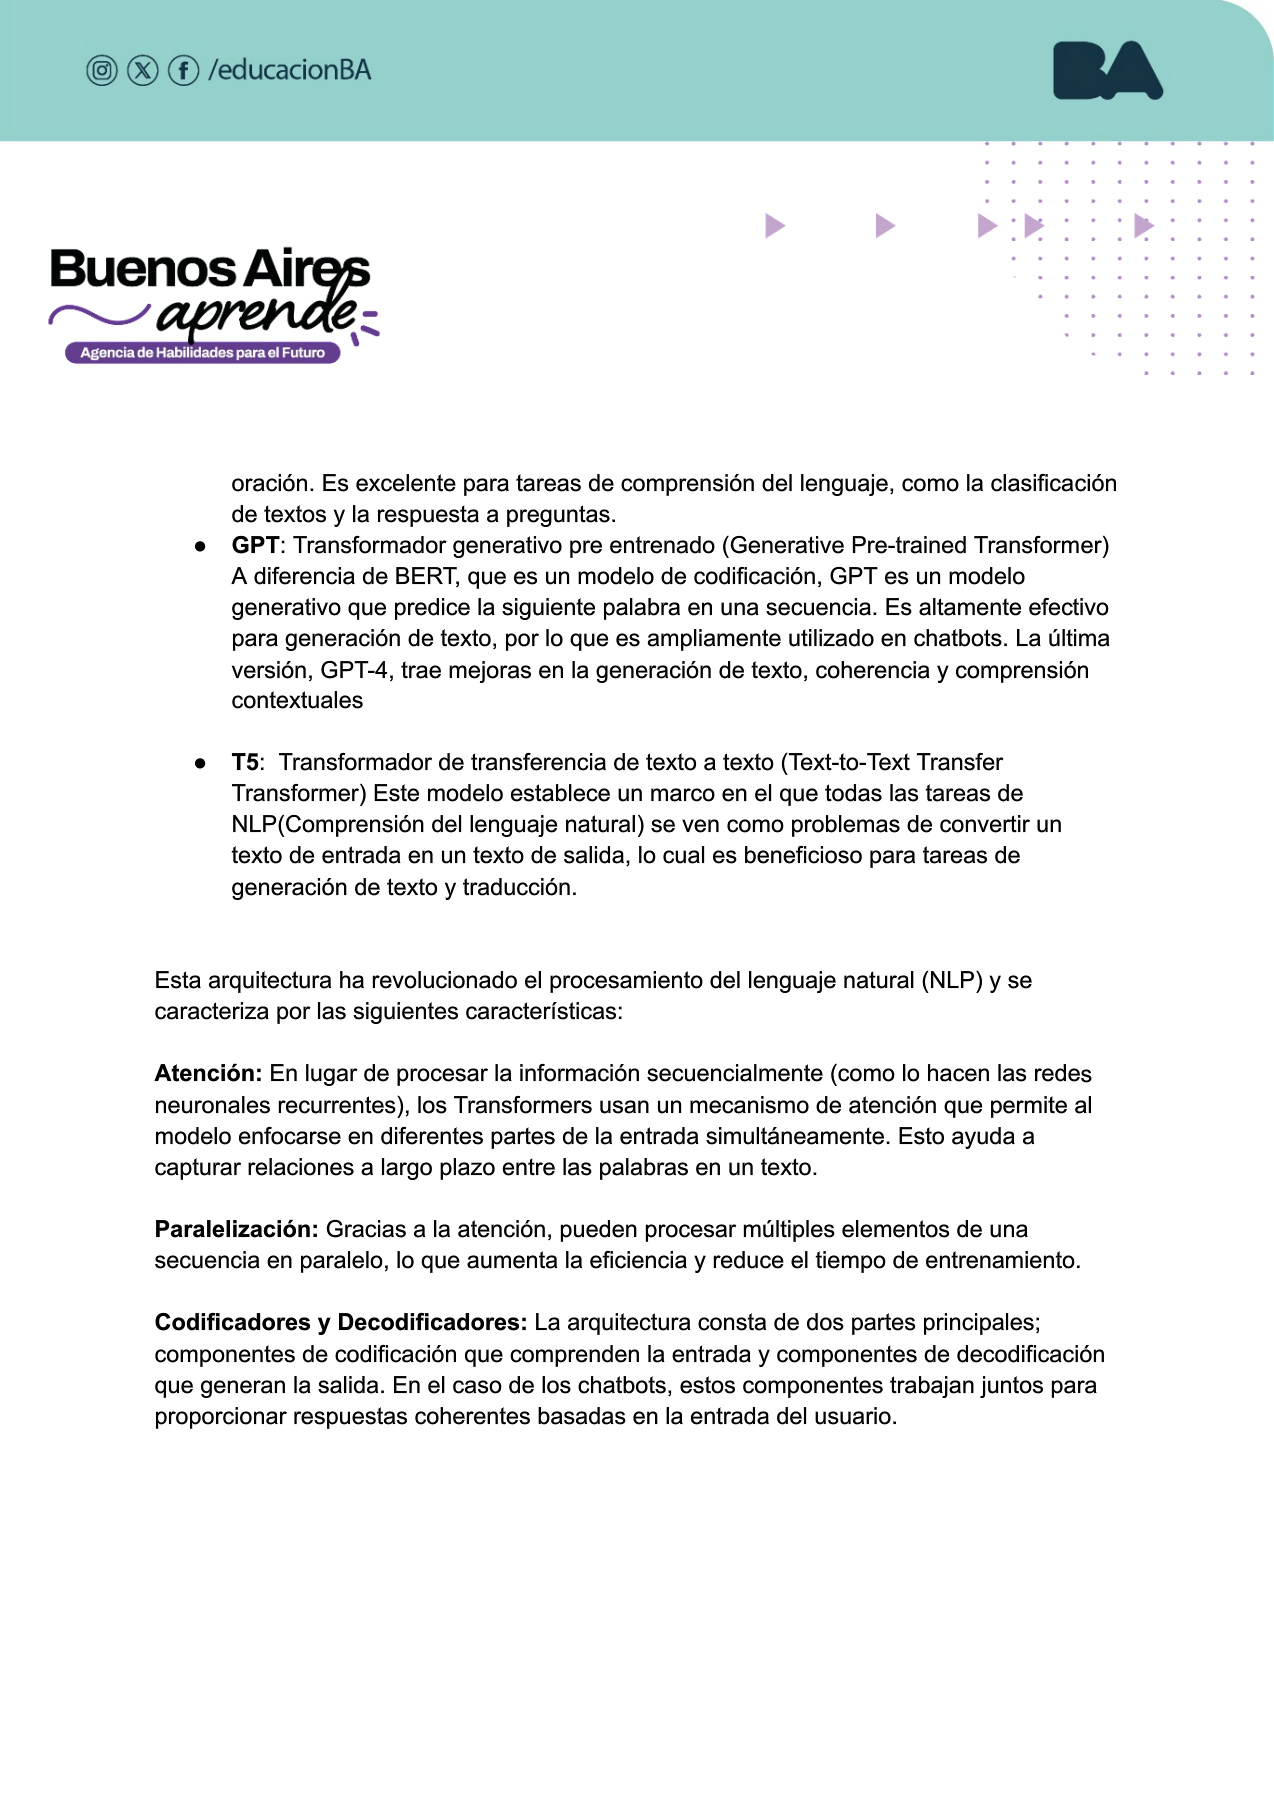 /educacionBA
BA
Buenos Aires
aprende
Agencia de Habilidades para el Futuro
oración. Es excelente para tareas de comprensión del lenguaje, como la clasificación
de textos y la respuesta a preguntas.
● GPT: Transformador generativo pre entrenado (Generative Pre-trained Transformer)
A diferencia de BERT, que es un modelo de codificación, GPT es un modelo
generativo que predice la siguiente palabra en una secuencia. Es altamente efectivo
para generación de texto, por lo que es ampliamente utilizado en chatbots. La última
versión, GPT-4, trae mejoras en la generación de texto, coherencia y comprensión
contextuales
● T5:  Transformador de transferencia de texto a texto (Text-to-Text Transfer
Transformer) Este modelo establece un marco en el que todas las tareas de
NLP(Comprensión del lenguaje natural) se ven como problemas de convertir un
texto de entrada en un texto de salida, lo cual es beneficioso para tareas de
generación de texto y traducción.
Esta arquitectura ha revolucionado el procesamiento del lenguaje natural (NLP) y se
caracteriza por las siguientes características:
Atención: En lugar de procesar la información secuencialmente (como lo hacen las redes
neuronales recurrentes), los Transformers usan un mecanismo de atención que permite al
modelo enfocarse en diferentes partes de la entrada simultáneamente. Esto ayuda a
capturar relaciones a largo plazo entre las palabras en un texto.
Paralelización: Gracias a la atención, pueden procesar múltiples elementos de una
secuencia en paralelo, lo que aumenta la eficiencia y reduce el tiempo de entrenamiento.
Codificadores y Decodificadores: La arquitectura consta de dos partes principales;
componentes de codificación que comprenden la entrada y componentes de decodificación
que generan la salida. En el caso de los chatbots, estos componentes trabajan juntos para
proporcionar respuestas coherentes basadas en la entrada del usuario.